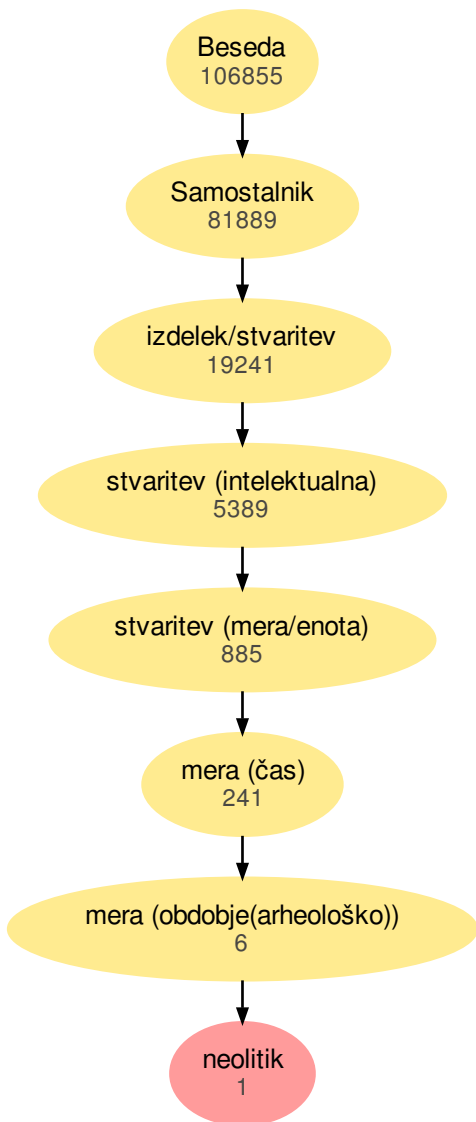 Beseda
106855
Samostalnik
81889
izdelek/stvaritev
19241
stvaritev (intelektualna)
5389
stvaritev (mera/enota)
885
mera (čas)
241
mera (obdobje(arheološko))
6
neolitik
1